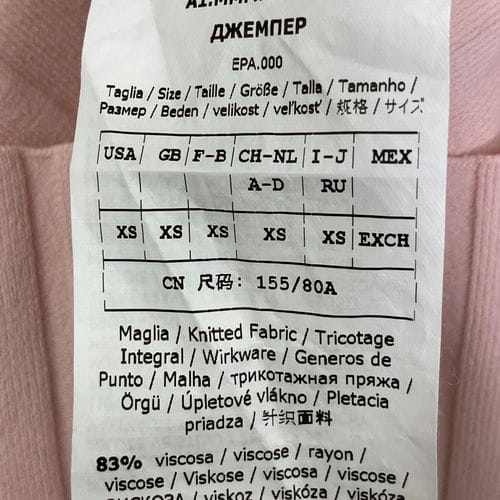 ДЖЕМПЕР
EPA.000
Taglia / Size / Taille / Größe / Talla / Tamanho /
Размер / Beden / velikost / veľkosť / 规格 / サイズ
USA GB F-B CH-NL I-J MEX
A-D RU
XS XS XS XS XS EXCH
CN 尺码: 155/80A
Maglia / Knitted Fabric / Tricotage
Integral / Wirkware / Generos de
Punto / Malha / трикотажная пряжа /
Örgü / Úpletové vlákno / Pletacia
priadza / 针织面料
83% viscosa / viscose / rayon /
viscose / Viskose / viscosa / viscose /
вискоза / viskoz / viskóza / viskóza /